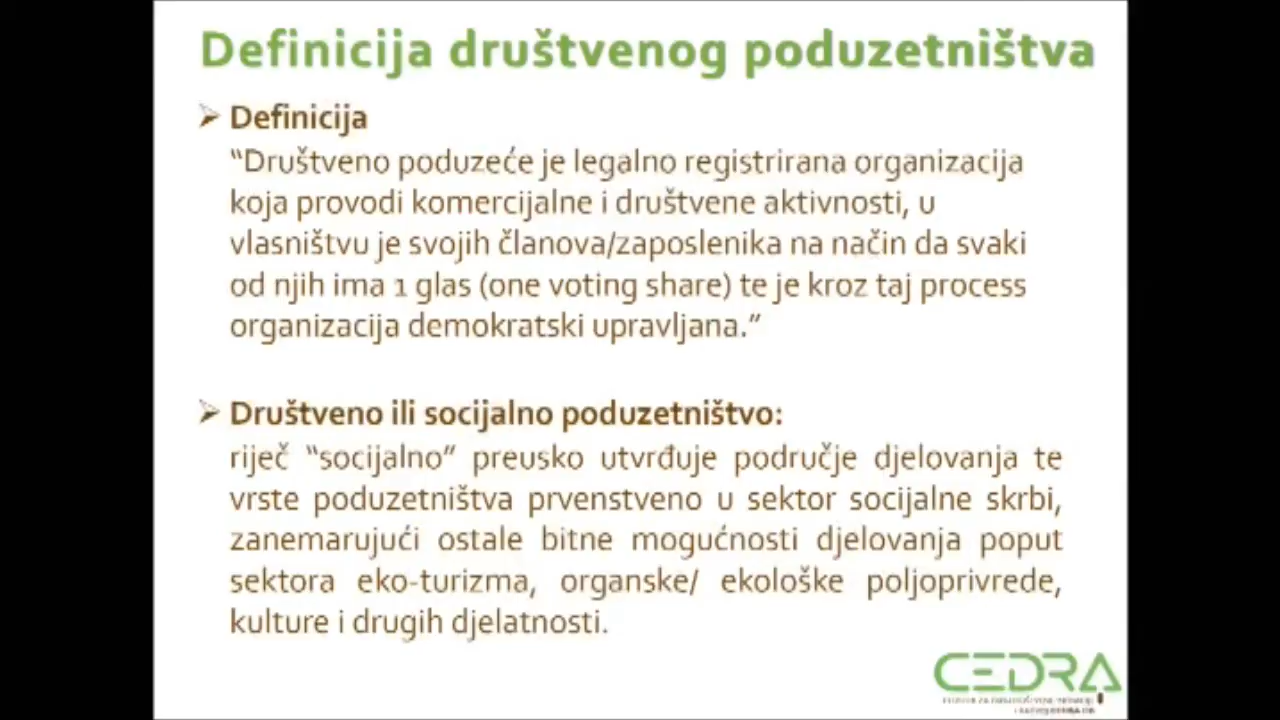 Definicija društvenog poduzetništva
Definicija
“Društveno poduzeće je legalno registrirana organizacija
koja provodi komercijalne i društvene aktivnosti, u
vlasništvu je svojih članova/zaposlenika na način da svaki
od njih ima 1 glas (one voting share) te je kroz taj process
organizacija demokratski upravljana.”
Društveno ili socijalno poduzetništvo:
riječ “socijalno” preusko utvrđuje područje djelovanja te
vrste poduzetništva prvenstveno u sektor socijalne skrbi,
zanemarujući ostale bitne mogućnosti djelovanja poput
sektora eko-turizma, organske/ ekološke poljoprivrede,
kulture i drugih djelatnosti.
CEDRA